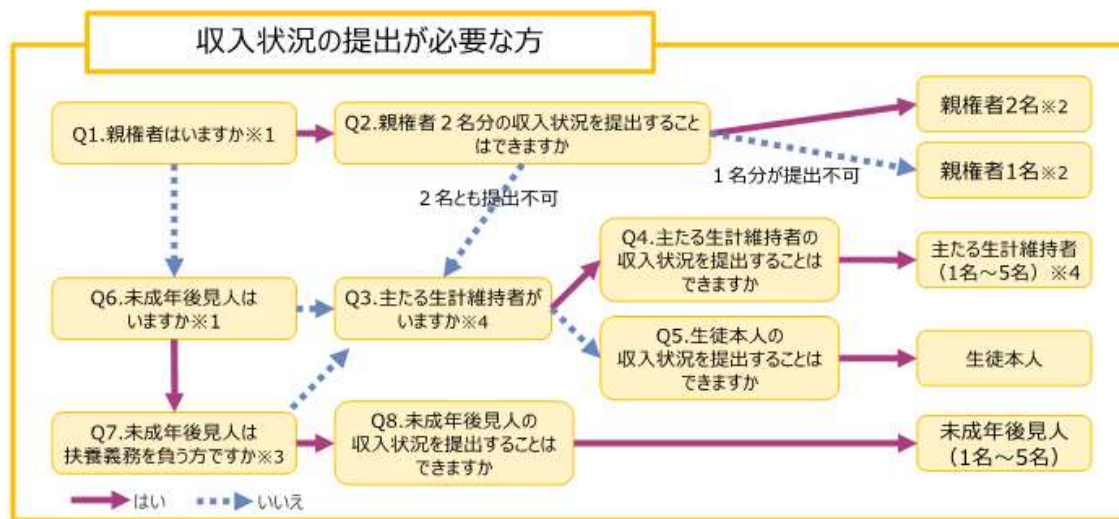 収入状況の提出が必要な方
Q1.親権者はいますか※1
Q2.親権者２名分の収入状況を提出すること
はできますか
親権者2名※2
親権者1名※2
１名分が提出不可
２名とも提出不可
Q4.主たる生計維持者の
収入状況を提出することは
できますか
主たる生計維持者
（1名～5名）※4
Q6.未成年後見人は
いますか※1
Q3.主たる生計維持者が
いますか※4
Q5.生徒本人の
収入状況を提出することは
できますか
生徒本人
Q7.未成年後見人は
扶養義務を負う方ですか※3
Q8.未成年後見人の
収入状況を提出することは
できますか
未成年後見人
（1名～5名）
はい
いいえ